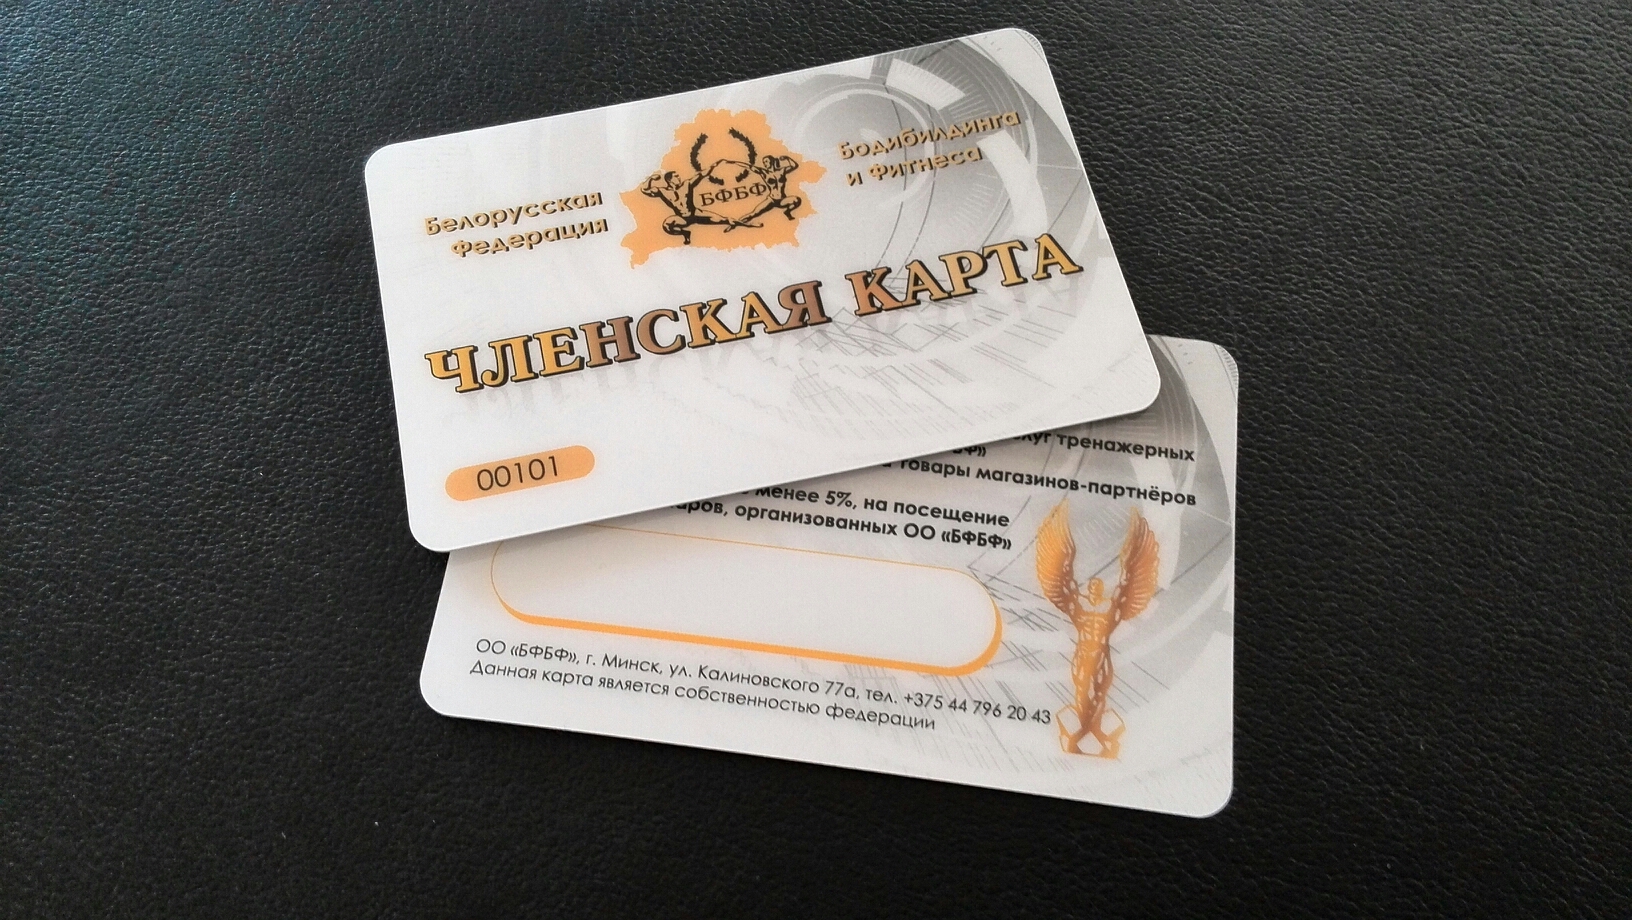 Белорусская
Федерация
БФБФ
Бодибилдинга
и Фитнеса
ЧЛЕНСКАЯ КАРТА
00101
тренажерных
товары магазинов-партнёров
менее 5%, на посещение
организованных ОО «БФБФ»
ОО «БФБФ», г. Минск, ул. Калиновского 77а, тел. +375 44 796 20 43
Данная карта является собственностью федерации